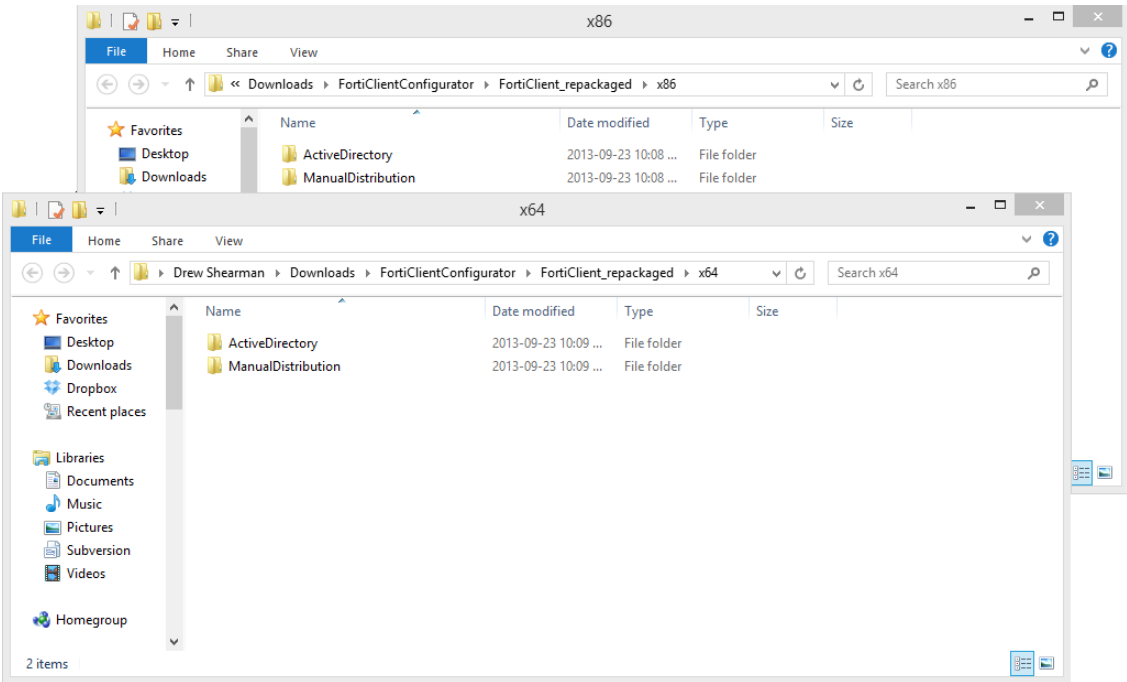 x86
File Home Share View
« Downloads FortiClientConfigurator FortiClient_repackaged x86 Search x86
Favorites Name Date modified Type Size
Desktop ActiveDirectory 2013-09-23 10:08 ... File folder
Downloads ManualDistribution 2013-09-23 10:08 ... File folder
x64
File Home Share View
Drew Shearman Downloads FortiClientConfigurator FortiClient_repackaged x64 Search x64
Favorites Name Date modified Type Size
Desktop ActiveDirectory 2013-09-23 10:09 ... File folder
Downloads ManualDistribution 2013-09-23 10:09 ... File folder
Dropbox
Recent places
Libraries
Documents
Music
Pictures
Subversion
Videos
Homegroup
2 items